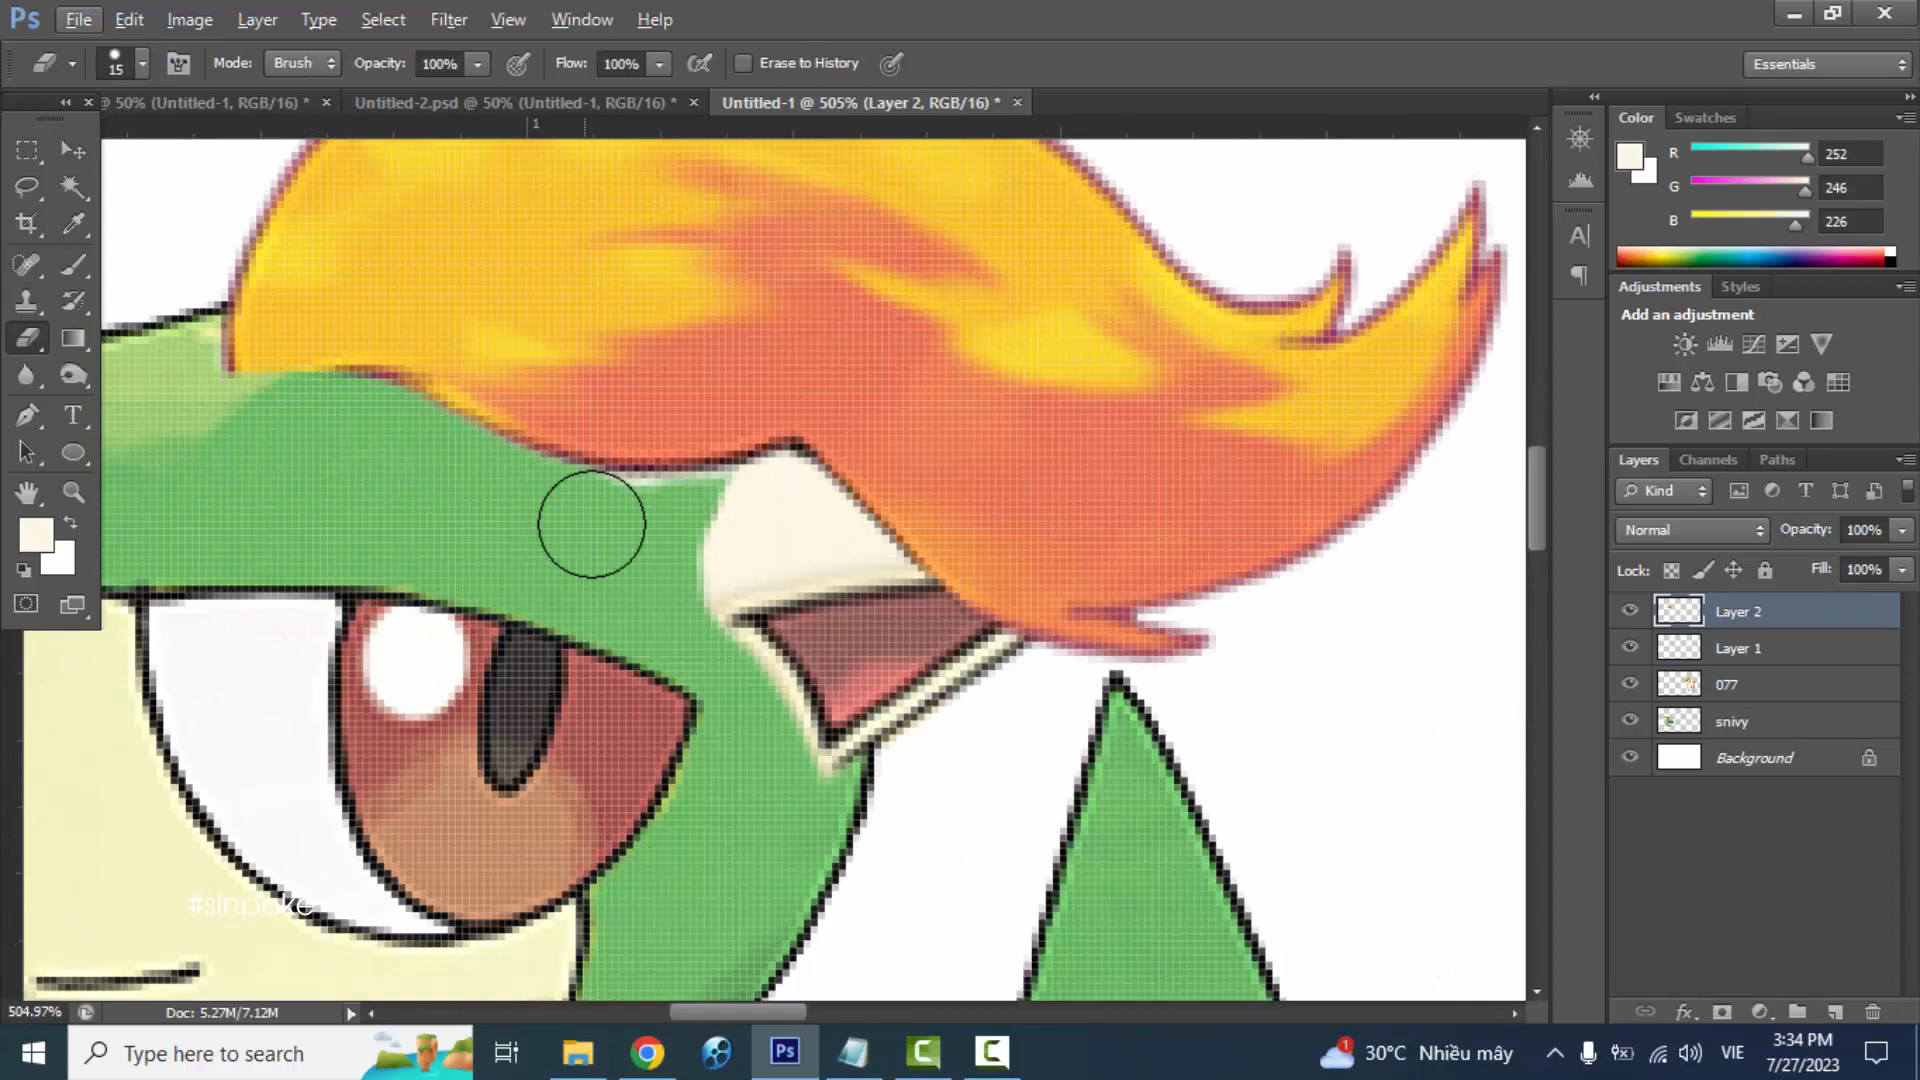 Ps File Edit Image Layer Type Select Filter View Window Help
15 Mode: Brush Opacity: 100% Flow: 100% Erase to History Essentials
@ 50% (Untitled-1, RGB/16) * × Untitled-2.psd @ 50% (Untitled-1, RGB/16) * × Untitled-1 @ 505% (Layer 2, RGB/16) * ×
1
Color Swatches
R 252
G 246
B 226
Adjustments Styles
Add an adjustment
Layers Channels Paths
Kind
Normal Opacity: 100%
Lock: Fill: 100%
Layer 2
Layer 1
077
snivy
Background
#sinpoke
504.97% Doc: 5.27M/7.12M
Type here to search
Ps
1 30°C Nhiều mây
VIE
3:34 PM
7/27/2023